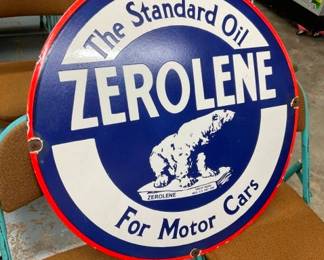 The Standard Oil
ZEROLENE
ZEROLENE
For Motor Cars